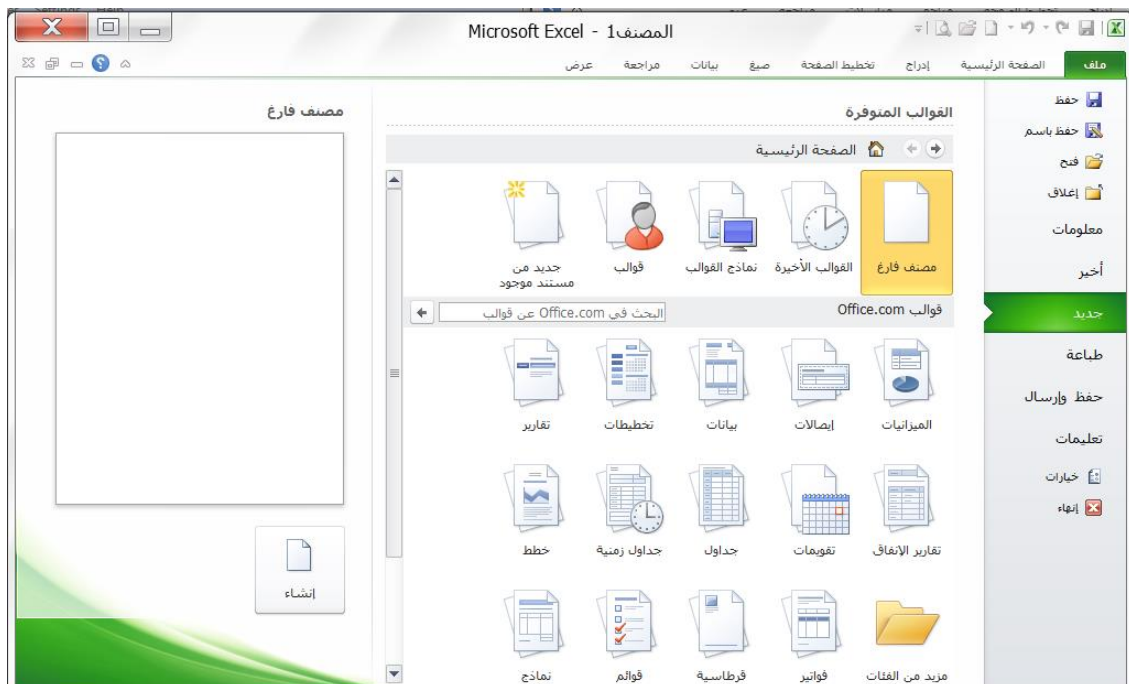 المصنف1 - Microsoft Excel
ملف
الصفحة الرئيسية
إدراج
تخطيط الصفحة
صيغ
بيانات
مراجعة
عرض
حفظ
حفظ باسم
فتح
إغلاق
معلومات
أخير
جديد
طباعة
حفظ وإرسال
تعليمات
خيارات
إنهاء
القوالب المتوفرة
الصفحة الرئيسية
مصنف فارغ
القوالب الأخيرة
نماذج القوالب
قوالب
جديد من
مستند موجود
قوالب Office.com
البحث في Office.com عن قوالب
الميزانيات
إيصالات
بيانات
تخطيطات
تقارير
تقارير الإنفاق
تقويمات
جداول
جداول زمنية
خطط
مزيد من الفئات
فواتير
قرطاسية
قوائم
نماذج
مصنف فارغ
إنشاء